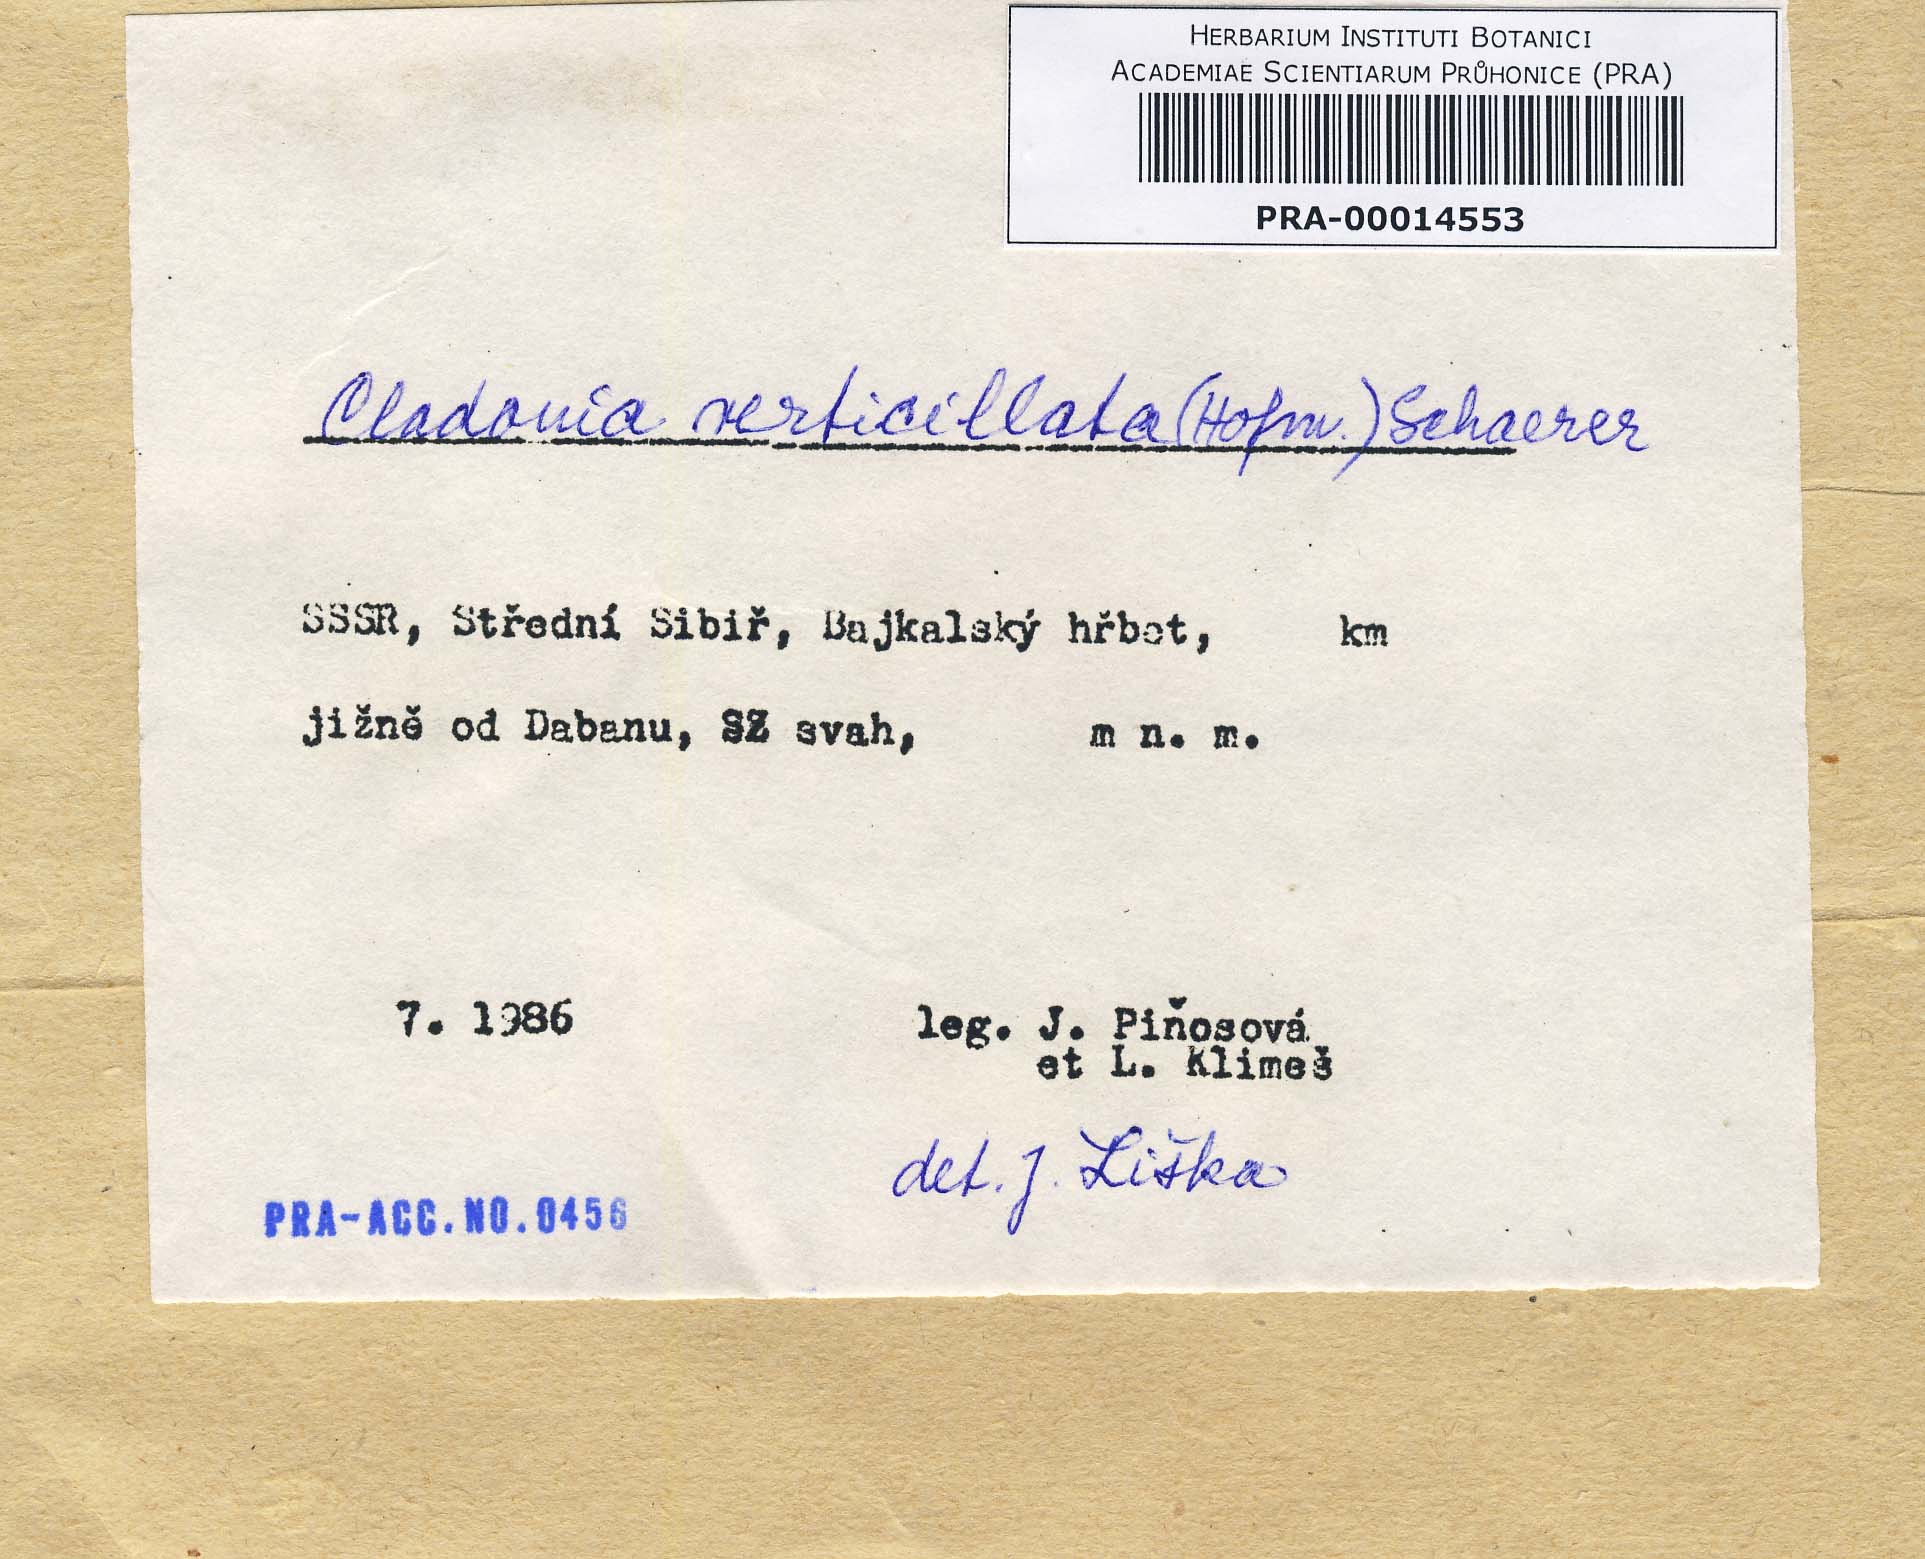 HERBARIUM INSTITUTI BOTANICI
ACADEMIAE SCIENTIARUM PRŮHONICE (PRA)
PRA-00014553
Cladonia verticillata (Hofm.) Schaerer
SSSR, Střední Sibiř, Bajkalský hřbet, km
jižně od Dabanu, SZ svah, m n. m.
7. 1986
leg. J. Piňosová
et L. Klimeš
det. J. Liška
PRA-ACC.NO.0456